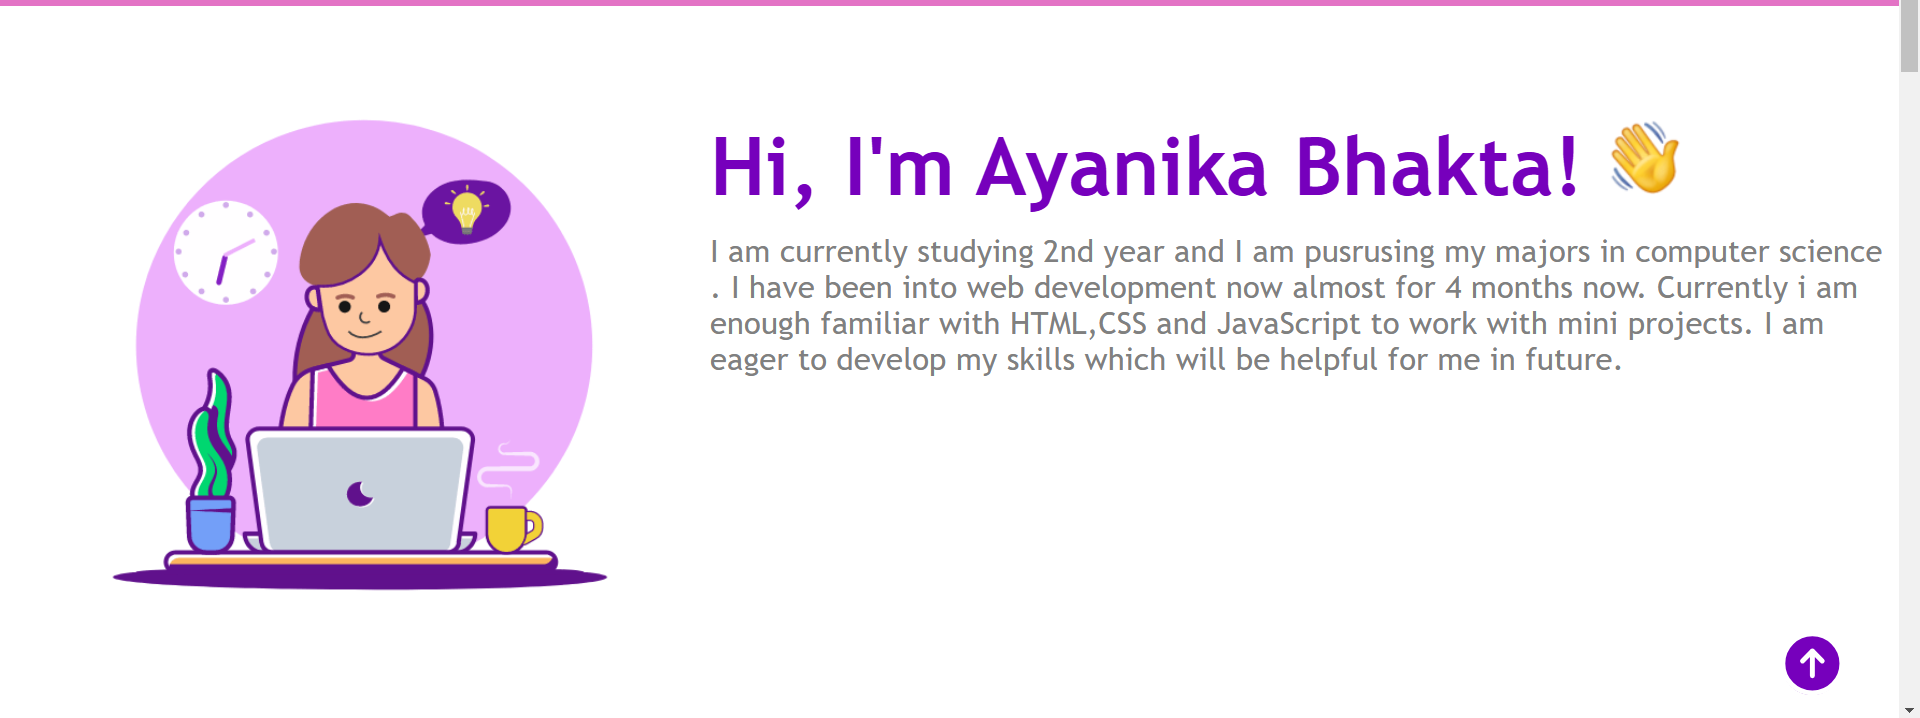 Hi, I'm Ayanika Bhakta! 👋
I am currently studying 2nd year and I am pusrusing my majors in computer science
. I have been into web development now almost for 4 months now. Currently i am
enough familiar with HTML,CSS and JavaScript to work with mini projects. I am
eager to develop my skills which will be helpful for me in future.